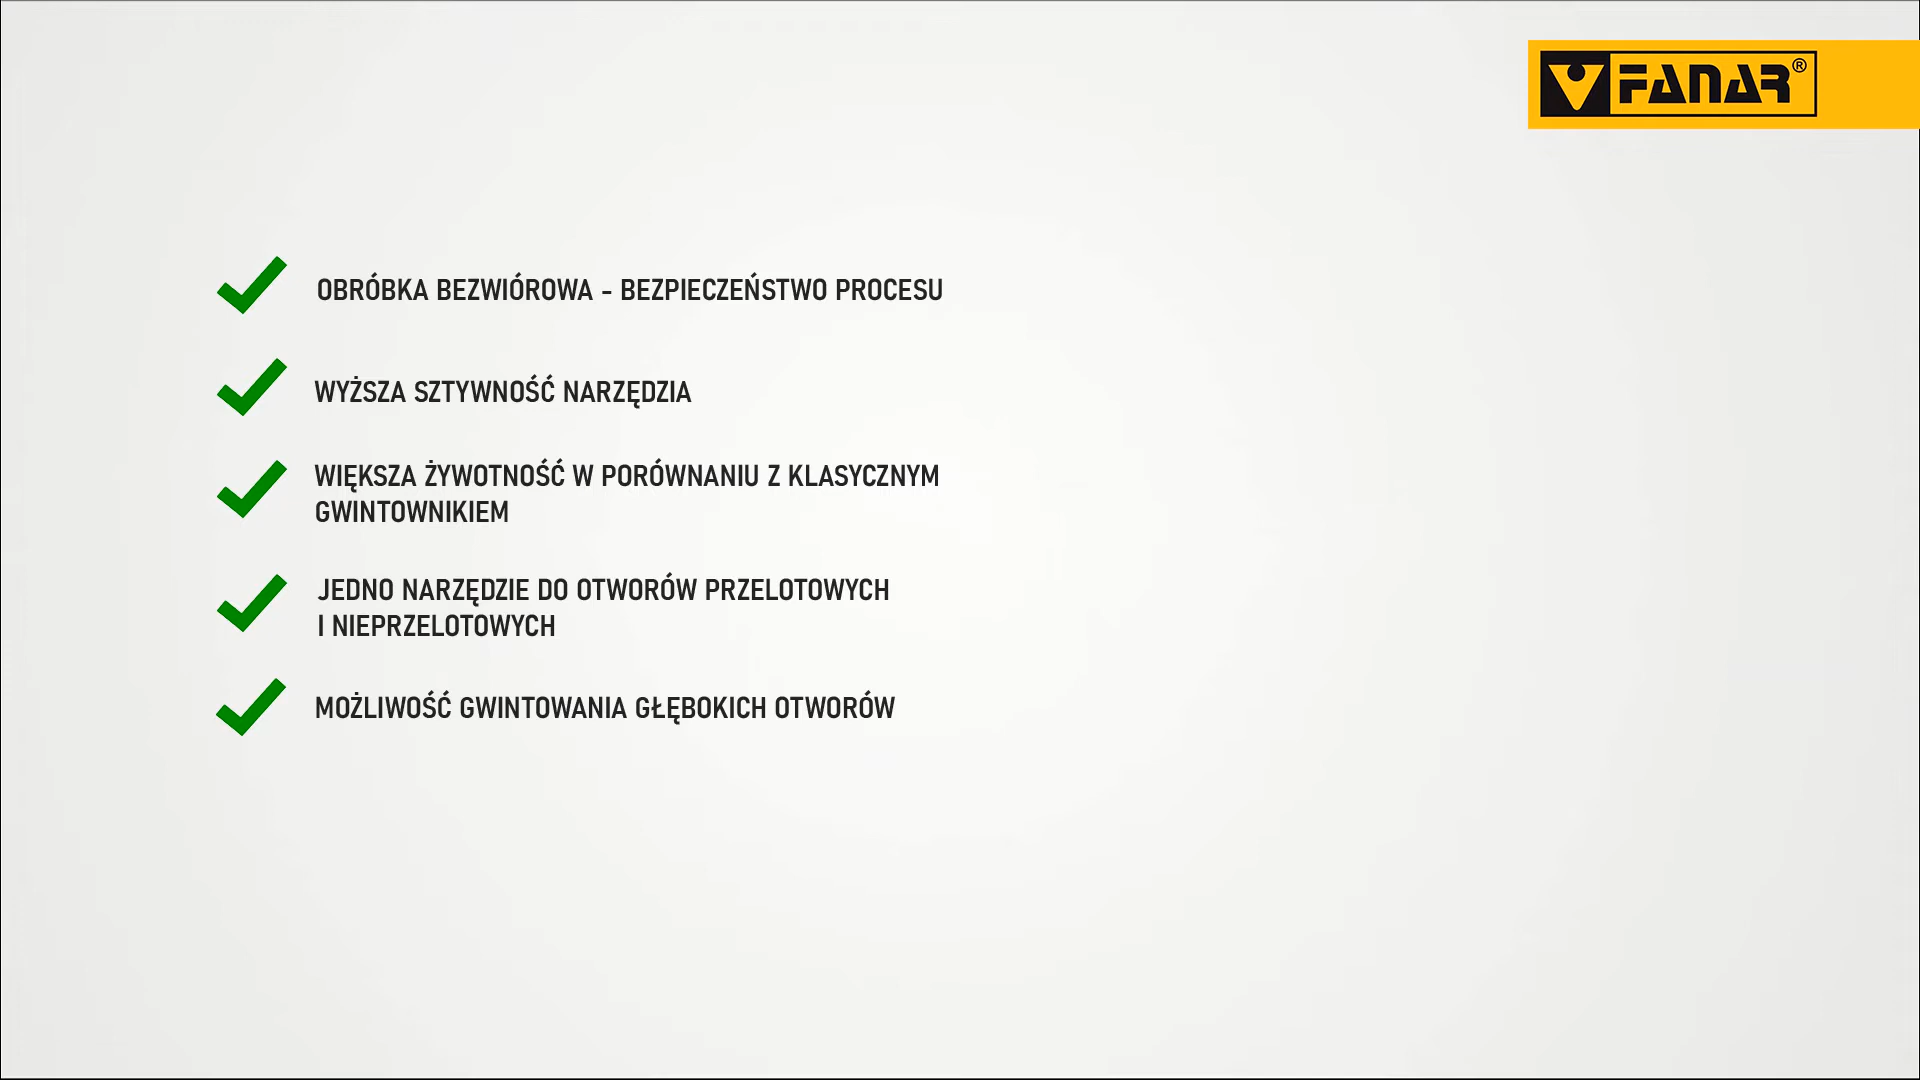 FANAR®
OBRÓBKA BEZWIÓROWA - BEZPIECZEŃSTWO PROCESU
WYŻSZA SZTYWNOŚĆ NARZĘDZIA
WIĘKSZA ŻYWOTNOŚĆ W PORÓWNANIU Z KLASYCZNYM
GWINTOWNIKIEM
JEDNO NARZĘDZIE DO OTWORÓW PRZELOTOWYCH
I NIEPRZELOTOWYCH
MOŻLIWOŚĆ GWINTOWANIA GŁĘBOKICH OTWORÓW